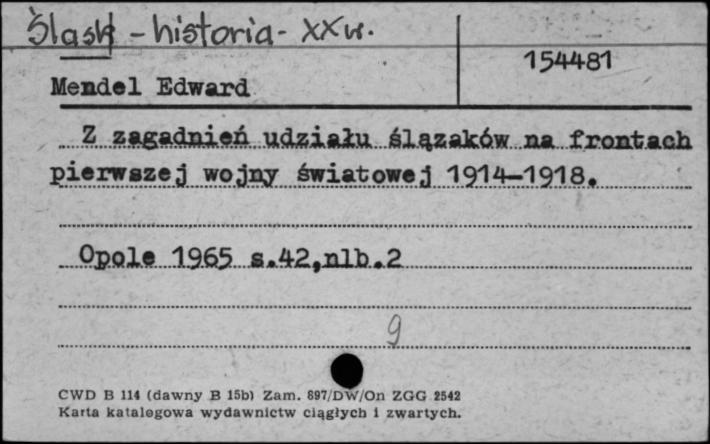 Śląsk - historia - XX w.
154481
Mendel Edward
Z zagadnień udziału ślązaków na frontach
pierwszej wojny światowej 1914-1918.
Opole 1965 s.42,nlb.2
9
CWD B 114 (dawny B 15b) Zam. 897/DW/On ZGG 2542
Karta katalogowa wydawnictw ciągłych i zwartych.